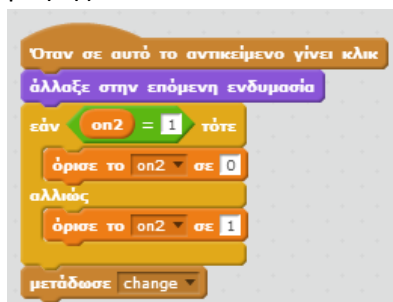 Όταν σε αυτό το αντικείμενο γίνει κλικ
άλλαξε στην επόμενη ενδυμασία
εάν on2 = 1 τότε
όρισε το on2 σε 0
αλλιώς
όρισε το on2 σε 1
μετάδωσε change